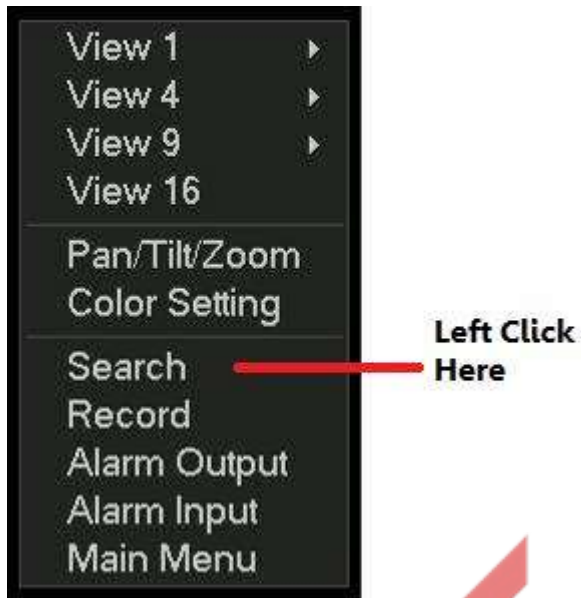 View 1
View 4
View 9
View 16
Pan/Tilt/Zoom
Color Setting
Search
Record
Alarm Output
Alarm Input
Main Menu
Left Click
Here